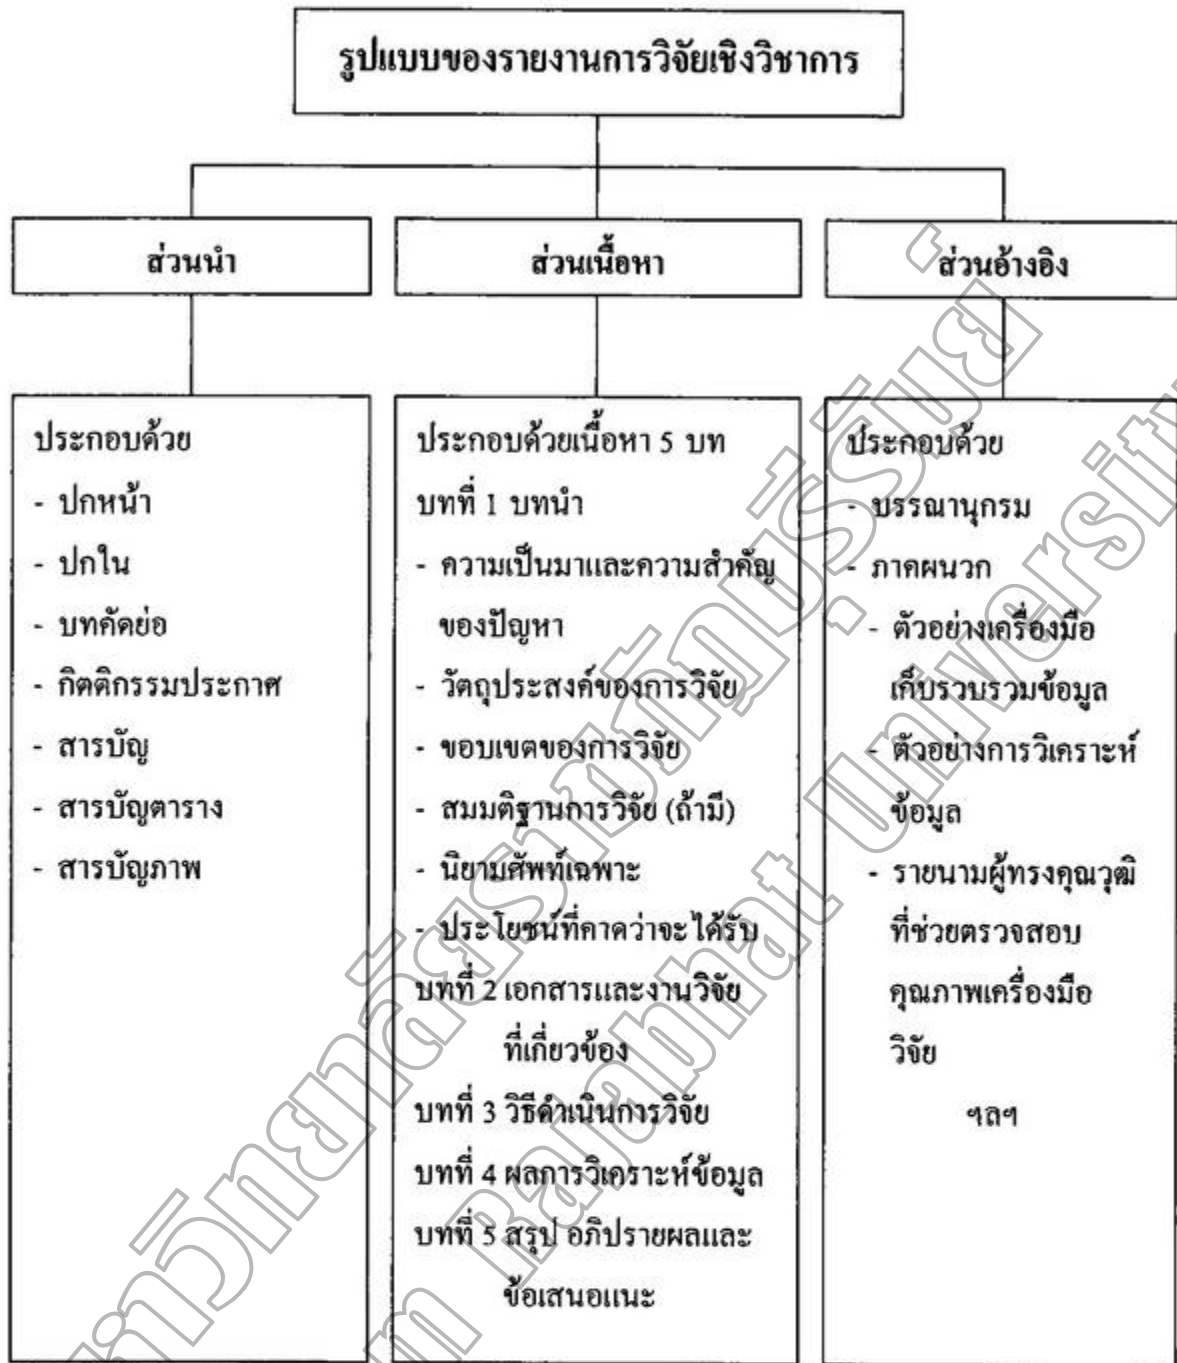 รูปแบบของรายงานการวิจัยเชิงวิชาการ
ส่วนนำ
ประกอบด้วย
- ปกหน้า
- ปกใน
- บทคัดย่อ
- กิตติกรรมประกาศ
- สารบัญ
- สารบัญตาราง
- สารบัญภาพ
ส่วนเนื้อหา
ประกอบด้วยเนื้อหา 5 บท
บทที่ 1 บทนำ
- ความเป็นมาและความสำคัญ
ของปัญหา
- วัตถุประสงค์ของการวิจัย
- ขอบเขตของการวิจัย
- สมมติฐานการวิจัย (ถ้ามี)
- นิยามศัพท์เฉพาะ
- ประโยชน์ที่คาดว่าจะได้รับ
บทที่ 2 เอกสารและงานวิจัย
ที่เกี่ยวข้อง
บทที่ 3 วิธีดำเนินการวิจัย
บทที่ 4 ผลการวิเคราะห์ข้อมูล
บทที่ 5 สรุป อภิปรายผลและ
ข้อเสนอแนะ
ส่วนอ้างอิง
ประกอบด้วย
- บรรณานุกรม
- ภาคผนวก
- ตัวอย่างเครื่องมือ
เก็บรวบรวมข้อมูล
- ตัวอย่างการวิเคราะห์
ข้อมูล
- รายนามผู้ทรงคุณวุฒิ
ที่ช่วยตรวจสอบ
คุณภาพเครื่องมือ
วิจัย
ฯลฯ
Rajabhat University